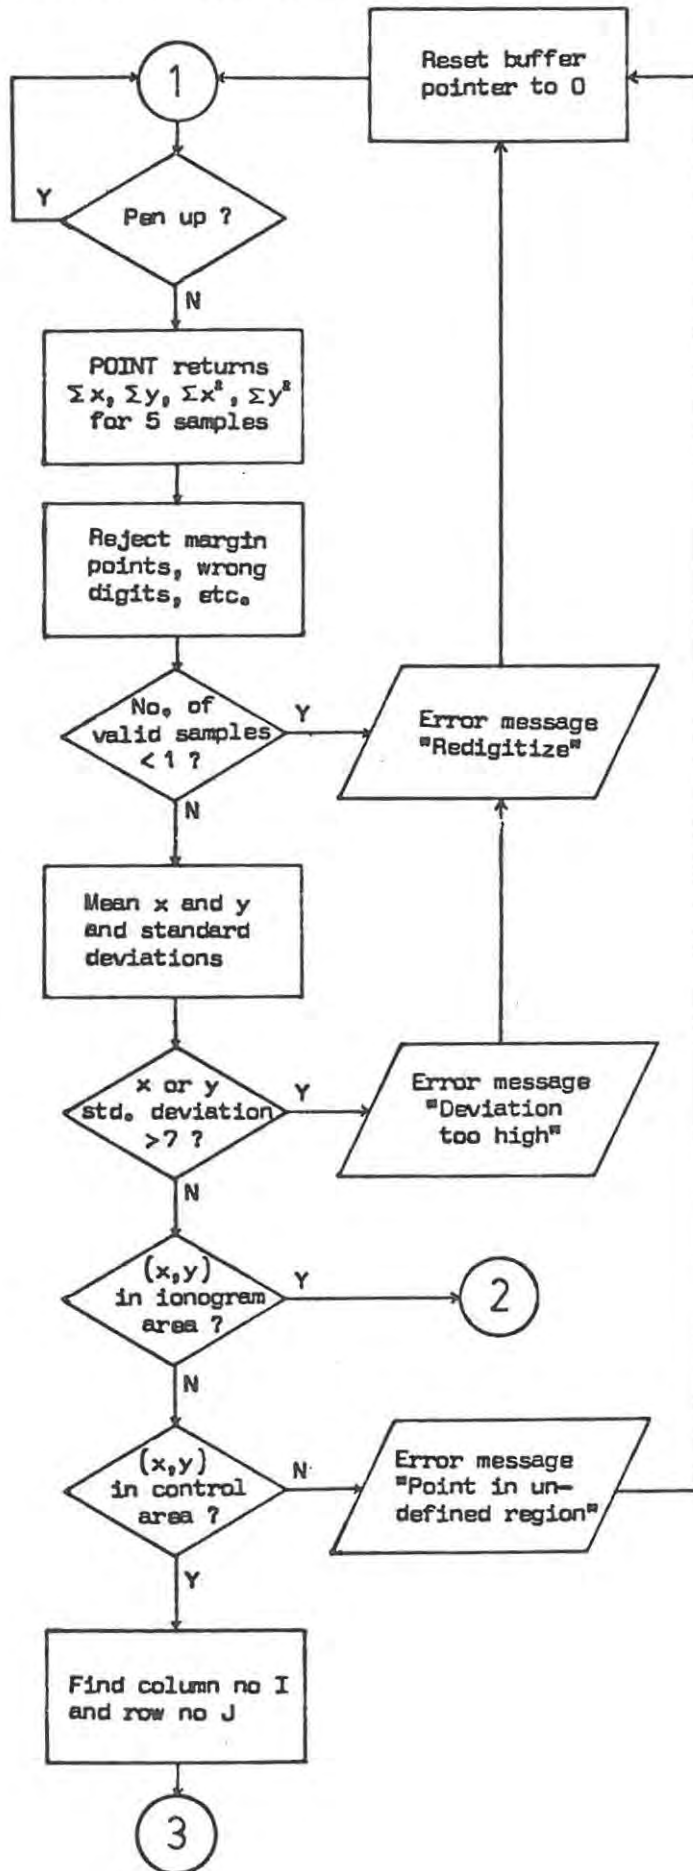 1
Reset buffer
pointer to 0
Y
Pen up ?
N
POINT returns
Σx, Σy, Σx², Σy²
for 5 samples
Reject margin
points, wrong
digits, etc.
No. of
valid samples
< 1 ?
Y
Error message
"Redigitize"
N
Mean x and y
and standard
deviations
x or y
std. deviation
>7 ?
Y
Error message
"Deviation
too high"
N
(x,y)
in ionogram
area ?
Y
2
N
(x,y)
in control
area ?
N
Error message
"Point in un-
defined region"
Y
Find column no I
and row no J
3